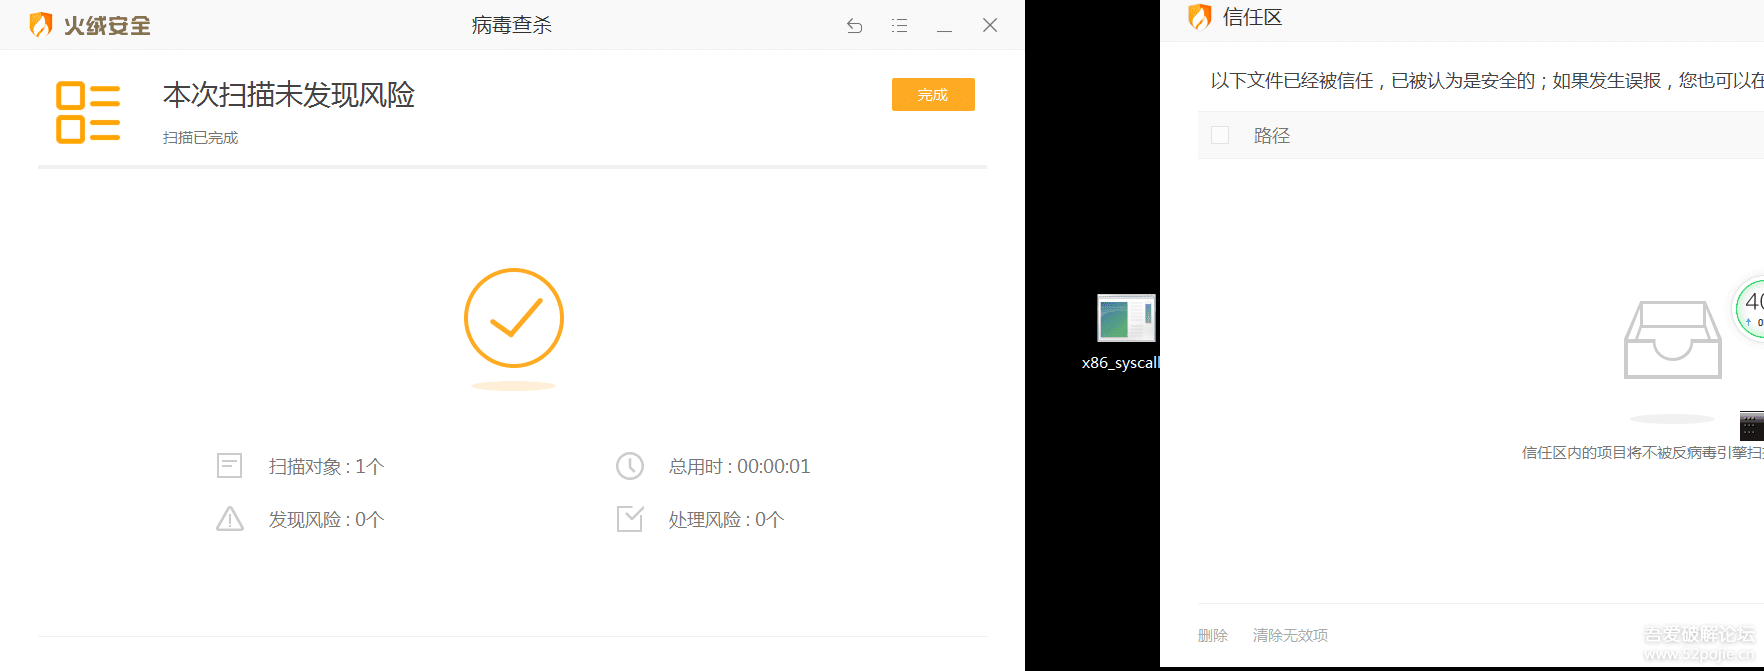 火绒安全
病毒查杀
本次扫描未发现风险
扫描已完成
完成
扫描对象 : 1个
总用时 : 00:00:01
发现风险 : 0个
处理风险 : 0个
x86_syscall
信任区
以下文件已经被信任，已被认为是安全的；如果发生误报，您也可以在
路径
40
0
信任区内的项目将不被反病毒引擎扫
删除
清除无效项
吾爱破解论坛
www.52pojie.cn